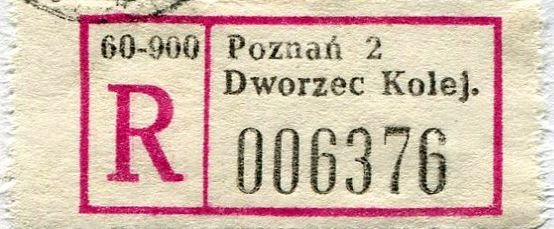 60-900
R
Poznań 2
Dworzec Kolej.
006376